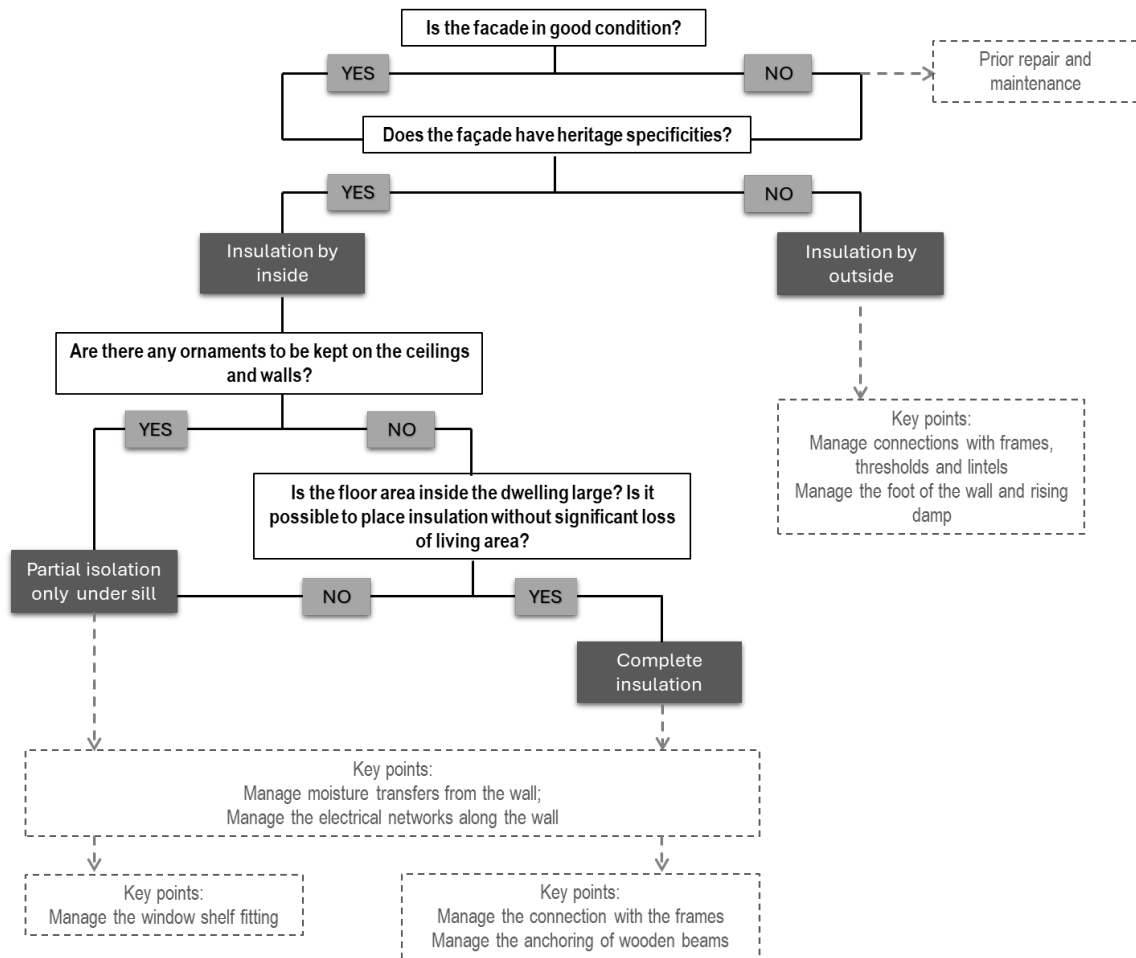 Is the facade in good condition?
YES
NO
Prior repair and
maintenance
Does the façade have heritage specificities?
YES
NO
Insulation by
inside
Insulation by
outside
Are there any ornaments to be kept on the ceilings
and walls?
YES
NO
Key points:
Manage connections with frames,
thresholds and lintels
Manage the foot of the wall and rising
damp
Is the floor area inside the dwelling large? Is it
possible to place insulation without significant loss
of living area?
Partial isolation
only under sill
NO
YES
Complete
insulation
Key points:
Manage moisture transfers from the wall;
Manage the electrical networks along the wall
Key points:
Manage the window shelf fitting
Key points:
Manage the connection with the frames
Manage the anchoring of wooden beams